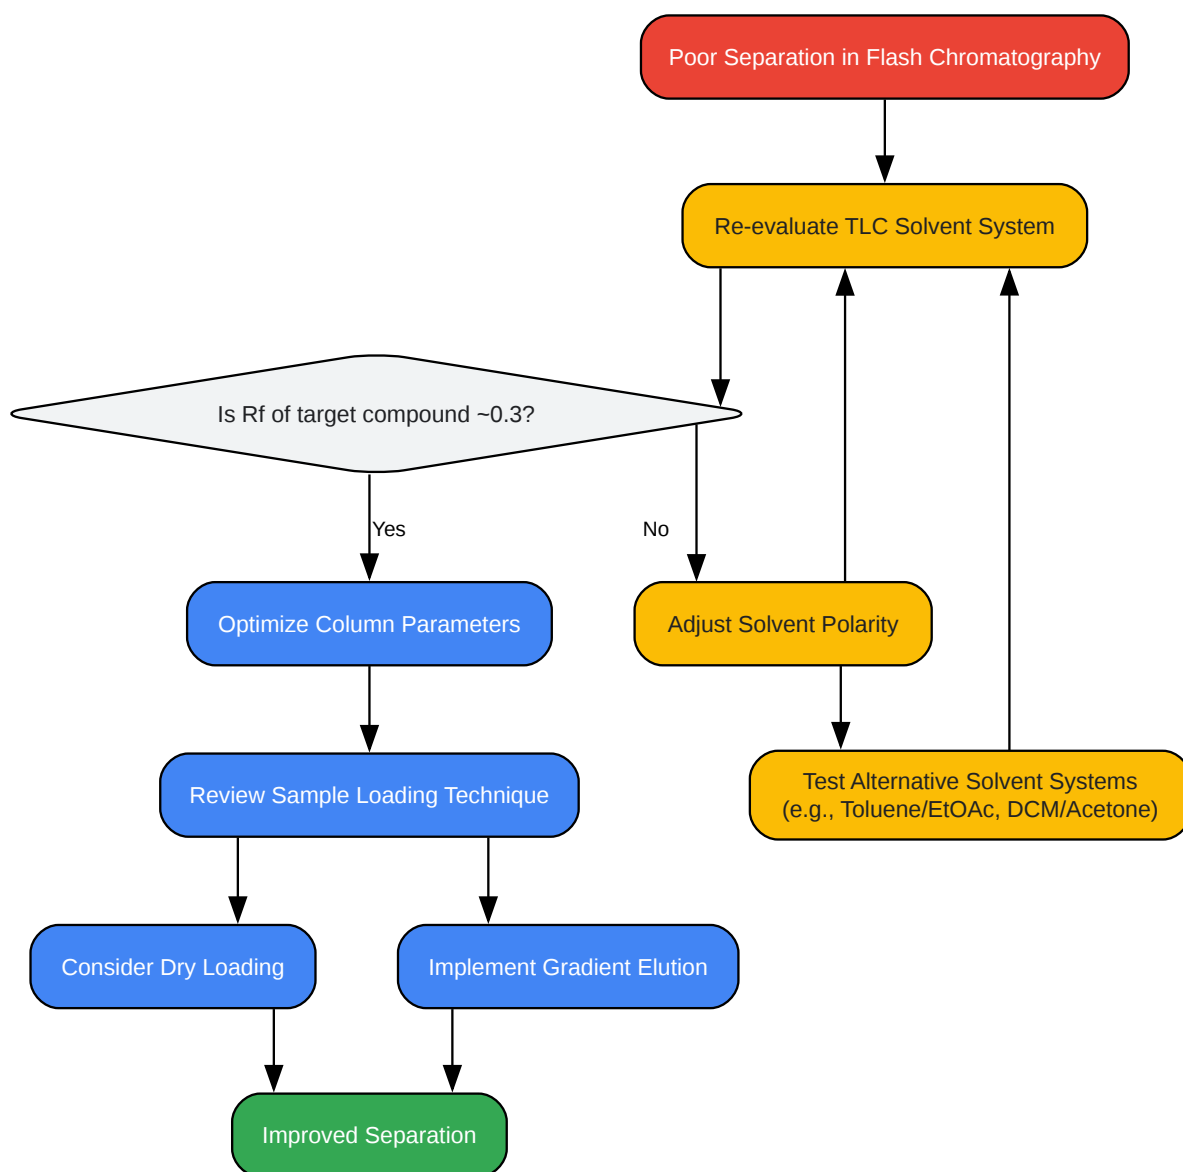 Poor Separation in Flash Chromatography
Re-evaluate TLC Solvent System
Is Rf of target compound ~0.3?
Yes
No
Optimize Column Parameters
Adjust Solvent Polarity
Review Sample Loading Technique
Test Alternative Solvent Systems
(e.g., Toluene/EtOAc, DCM/Acetone)
Consider Dry Loading
Implement Gradient Elution
Improved Separation